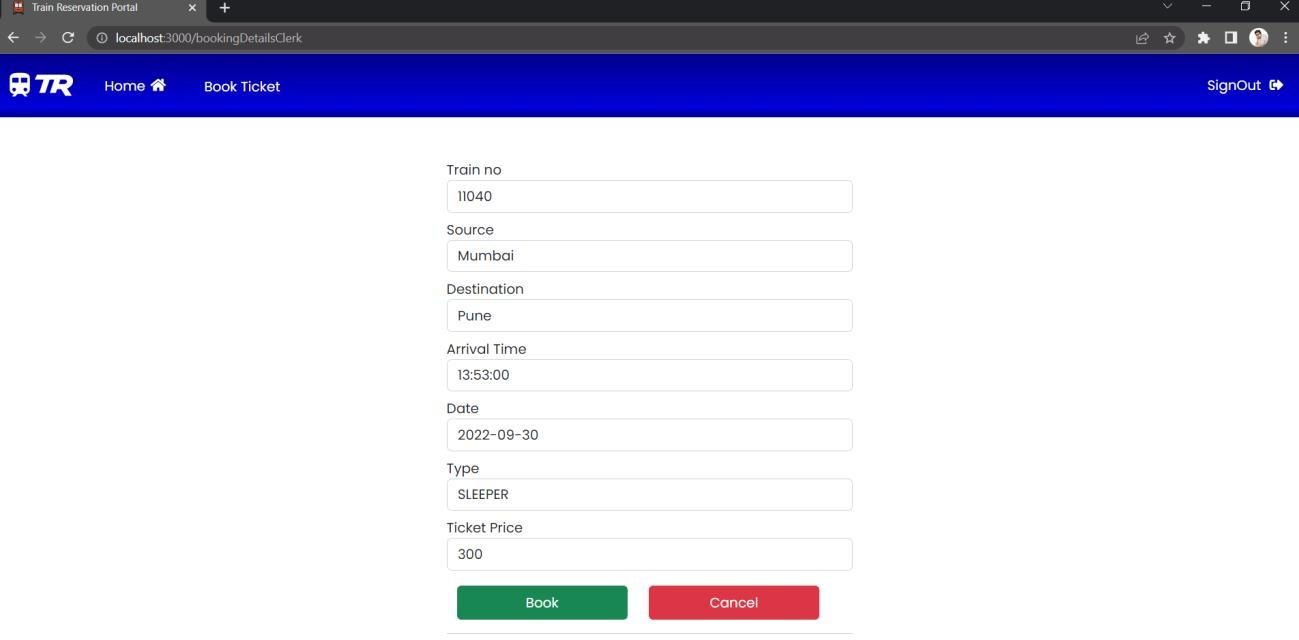 Train Reservation Portal
localhost:3000/bookingDetailsClerk
TR Home Book Ticket SignOut
Train no
11040
Source
Mumbai
Destination
Pune
Arrival Time
13:53:00
Date
2022-09-30
Type
SLEEPER
Ticket Price
300
Book Cancel